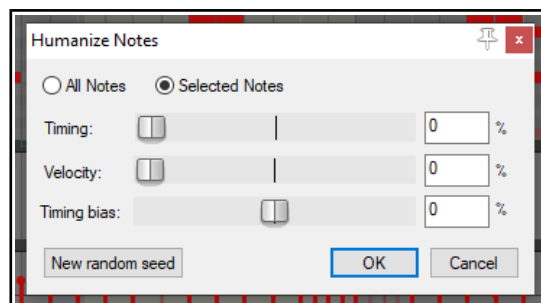 Humanize Notes x
All Notes Selected Notes
Timing: 0 %
Velocity: 0 %
Timing bias: 0 %
New random seed OK Cancel